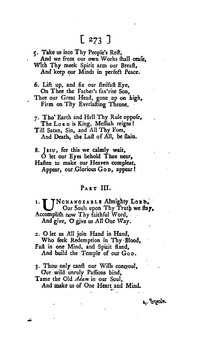 [ 273 ]
5. Take us into Thy People's Rest,
And we from our own Works shall cease,
With thy meek Spirit arm our Breast,
And keep our Minds in perfect Peace.
6. Lift up, and fix our stedfast Eye,
On Thee the Father's fav'rite Son,
Thee our Great Head, gone up on high,
Firm on Thy Everlasting Throne.
7. Tho' Earth and Hell Thy Rule oppose,
The LORD is King, Messiah reigns!
Till Satan, Sin, and All Thy Foes,
And Death, the Last of All, be slain.
8. JESU, for this we calmly wait,
O let our Eyes behold Thee near,
Hasten to make our Heaven compleat,
Appear, our Glorious GOD, appear!
PART III.
1. UNCHANGEABLE Almighty LORD,
Our Souls upon Thy Truth we stay,
Accomplish now Thy faithful Word,
And give, O give us All One Way.
2. O let us All join Hand in Hand,
Who seek Redemption in Thy Blood,
Fast in one Mind, and Spirit stand,
And build the Temple of our GOD.
3. Thou only canst our Wills controul,
Our wild unruly Passions bind,
Tame the Old Adam in our Soul,
And make us of One Heart and Mind.
4. Speak